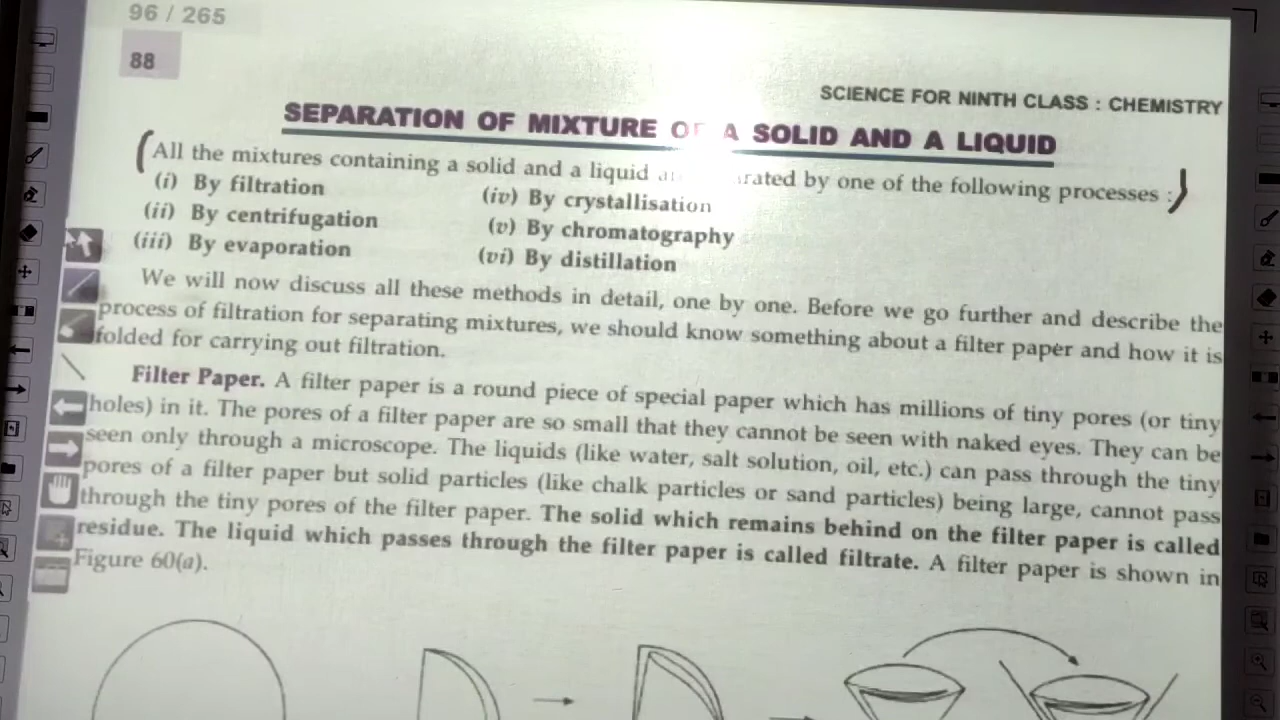 96 / 265
88
SCIENCE FOR NINTH CLASS : CHEMISTRY
SEPARATION OF MIXTURE OF A SOLID AND A LIQUID
All the mixtures containing a solid and a liquid by one of the following processes :
(i) By filtration
(iv) By crystallisation
(ii) By centrifugation
(v) By chromatography
(iii) By evaporation
(vi) By distillation
We will now discuss all these methods in detail, one by one. Before we go further and describe the
process of filtration for separating mixtures, we should know something about a filter paper and how it is
folded for carrying out filtration.
Filter Paper. A filter paper is a round piece of special paper which has millions of tiny pores (or tiny
holes) in it. The pores of a filter paper are so small that they cannot be seen with naked eyes. They can be
seen only through a microscope. The liquids (like water, salt solution, oil, etc.) can pass through the tiny
pores of a filter paper but solid particles (like chalk particles or sand particles) being large, cannot pass
through the tiny pores of the filter paper. The solid which remains behind on the filter paper is called
residue. The liquid which passes through the filter paper is called filtrate. A filter paper is shown in
Figure 60(a).